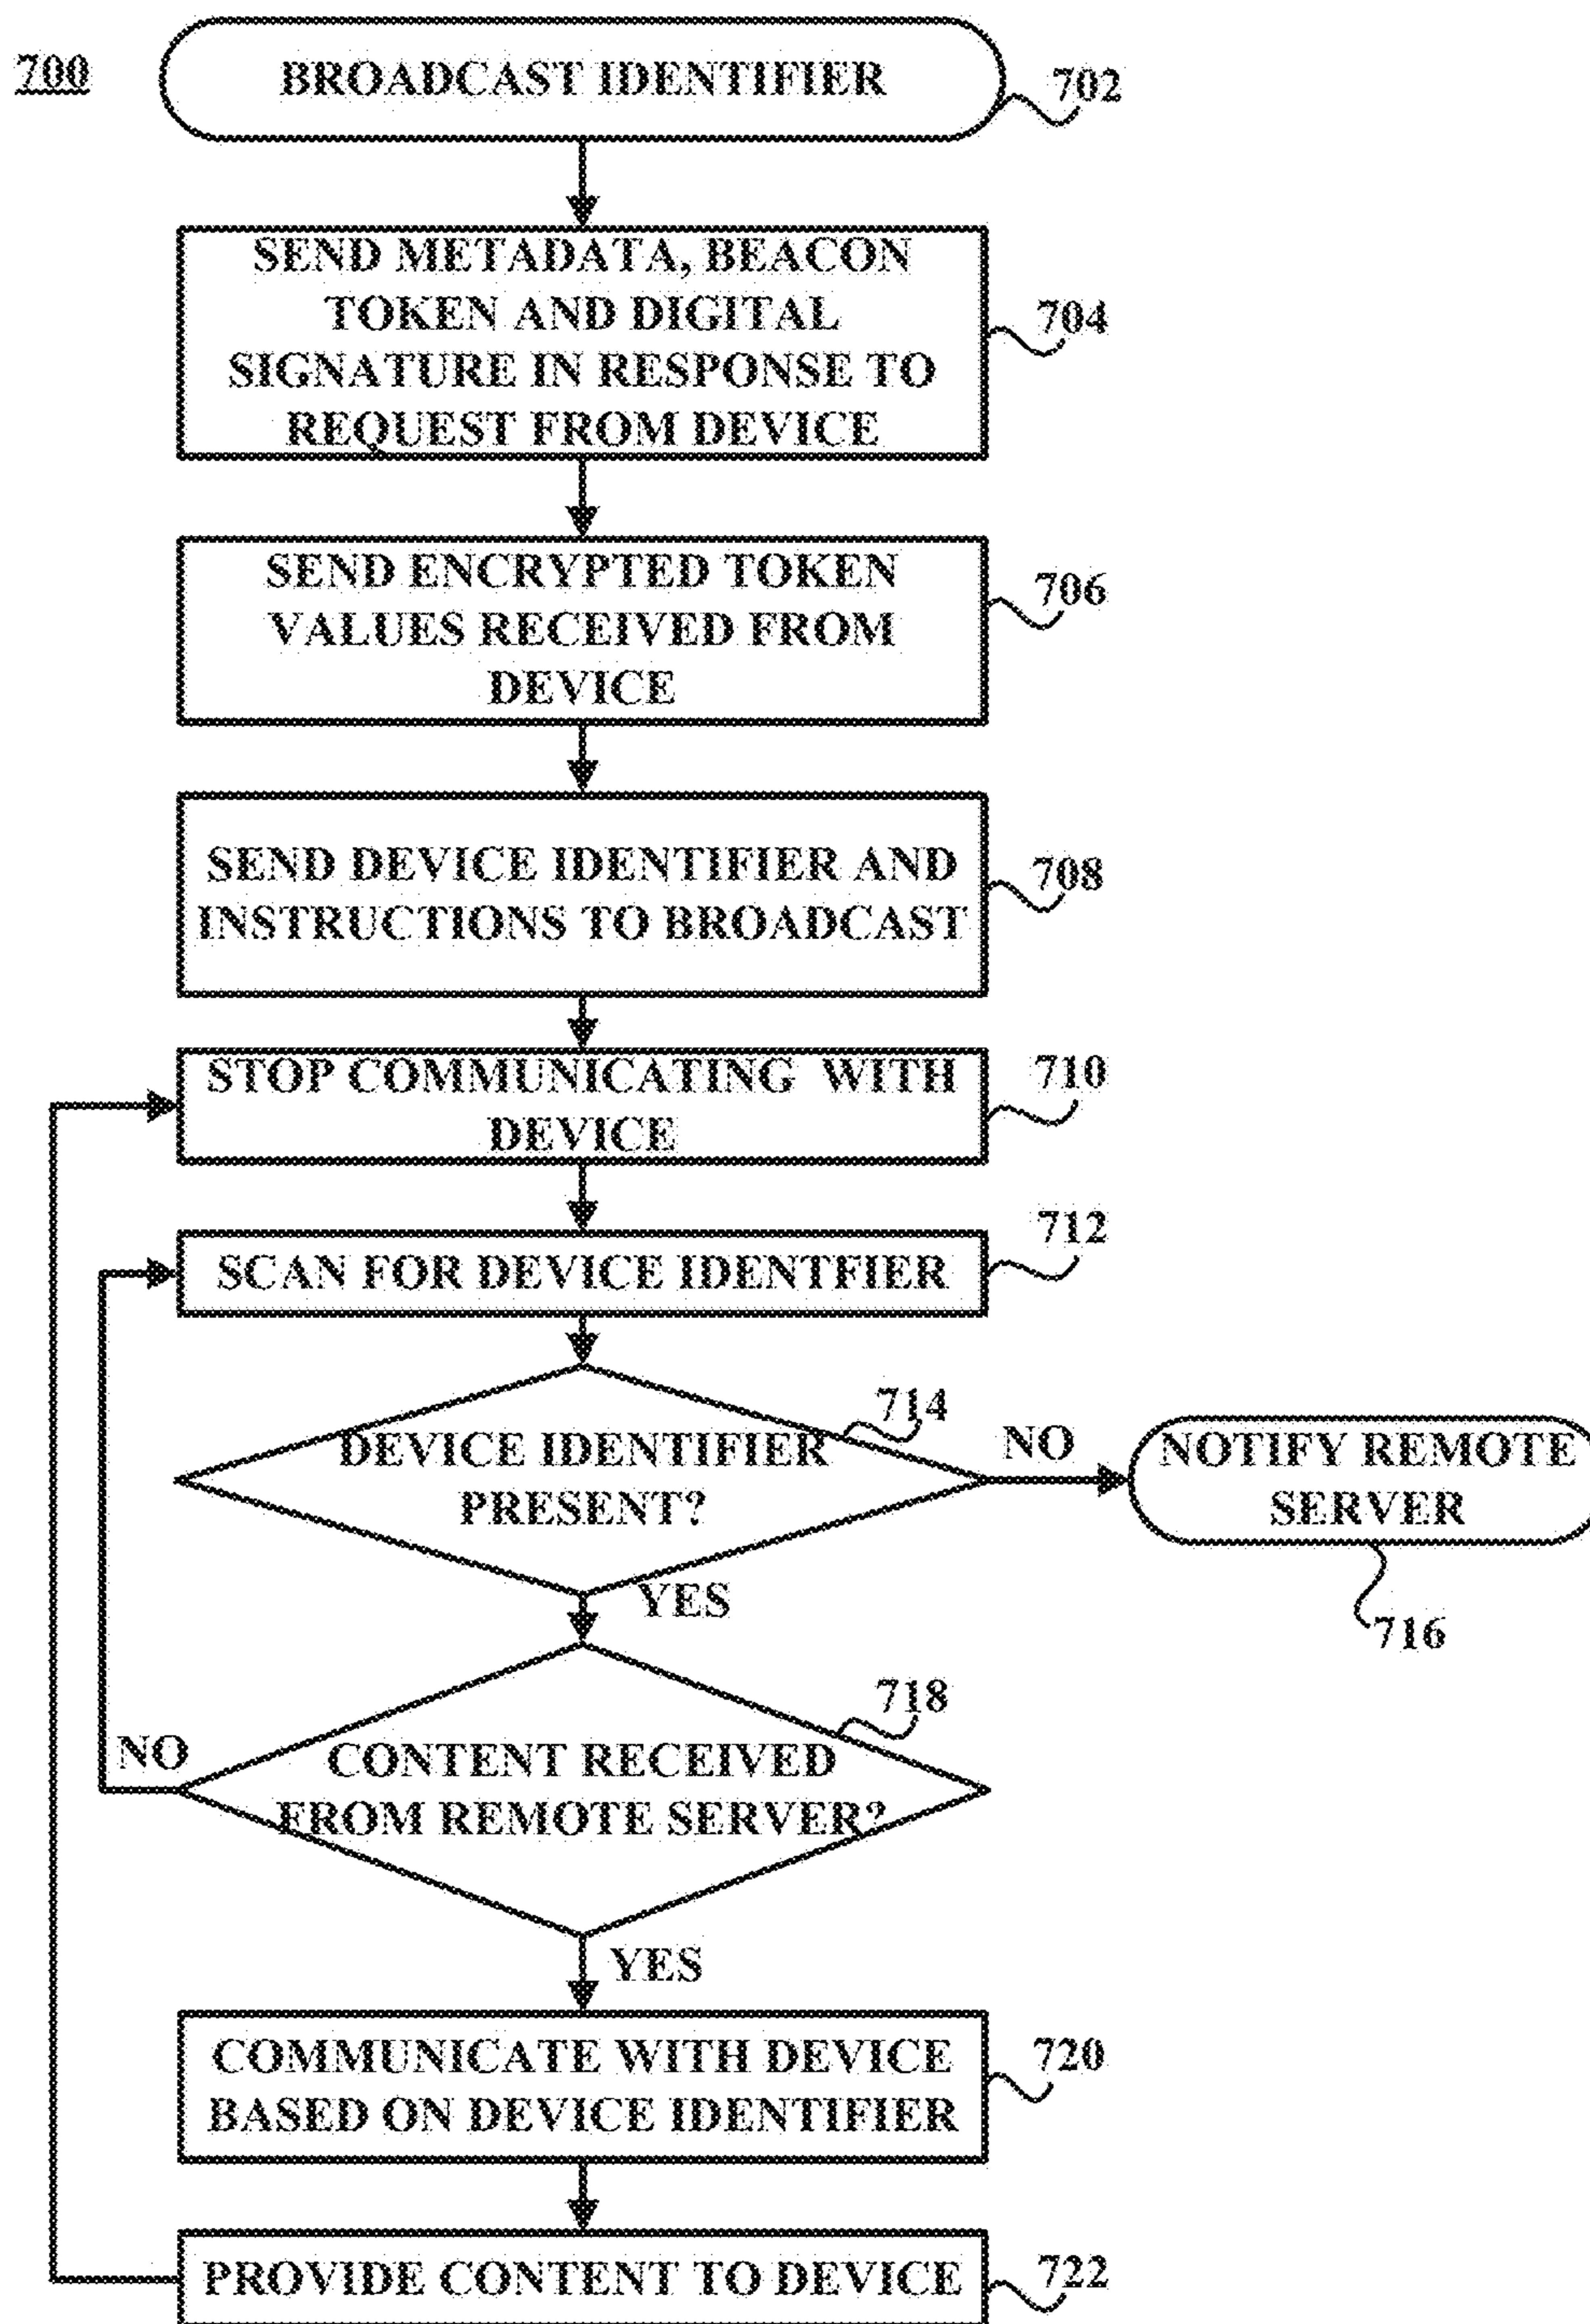 700
BROADCAST IDENTIFIER
702
SEND METADATA, BEACON
TOKEN AND DIGITAL
SIGNATURE IN RESPONSE TO
REQUEST FROM DEVICE
704
SEND ENCRYPTED TOKEN
VALUES RECEIVED FROM
DEVICE
706
SEND DEVICE IDENTIFIER AND
INSTRUCTIONS TO BROADCAST
708
STOP COMMUNICATING WITH
DEVICE
710
SCAN FOR DEVICE IDENTFIER
712
DEVICE IDENTIFIER
PRESENT?
714
NO
NOTIFY REMOTE
SERVER
716
YES
CONTENT RECEIVED
FROM REMOTE SERVER?
718
NO
YES
COMMUNICATE WITH DEVICE
BASED ON DEVICE IDENTIFIER
720
PROVIDE CONTENT TO DEVICE
722